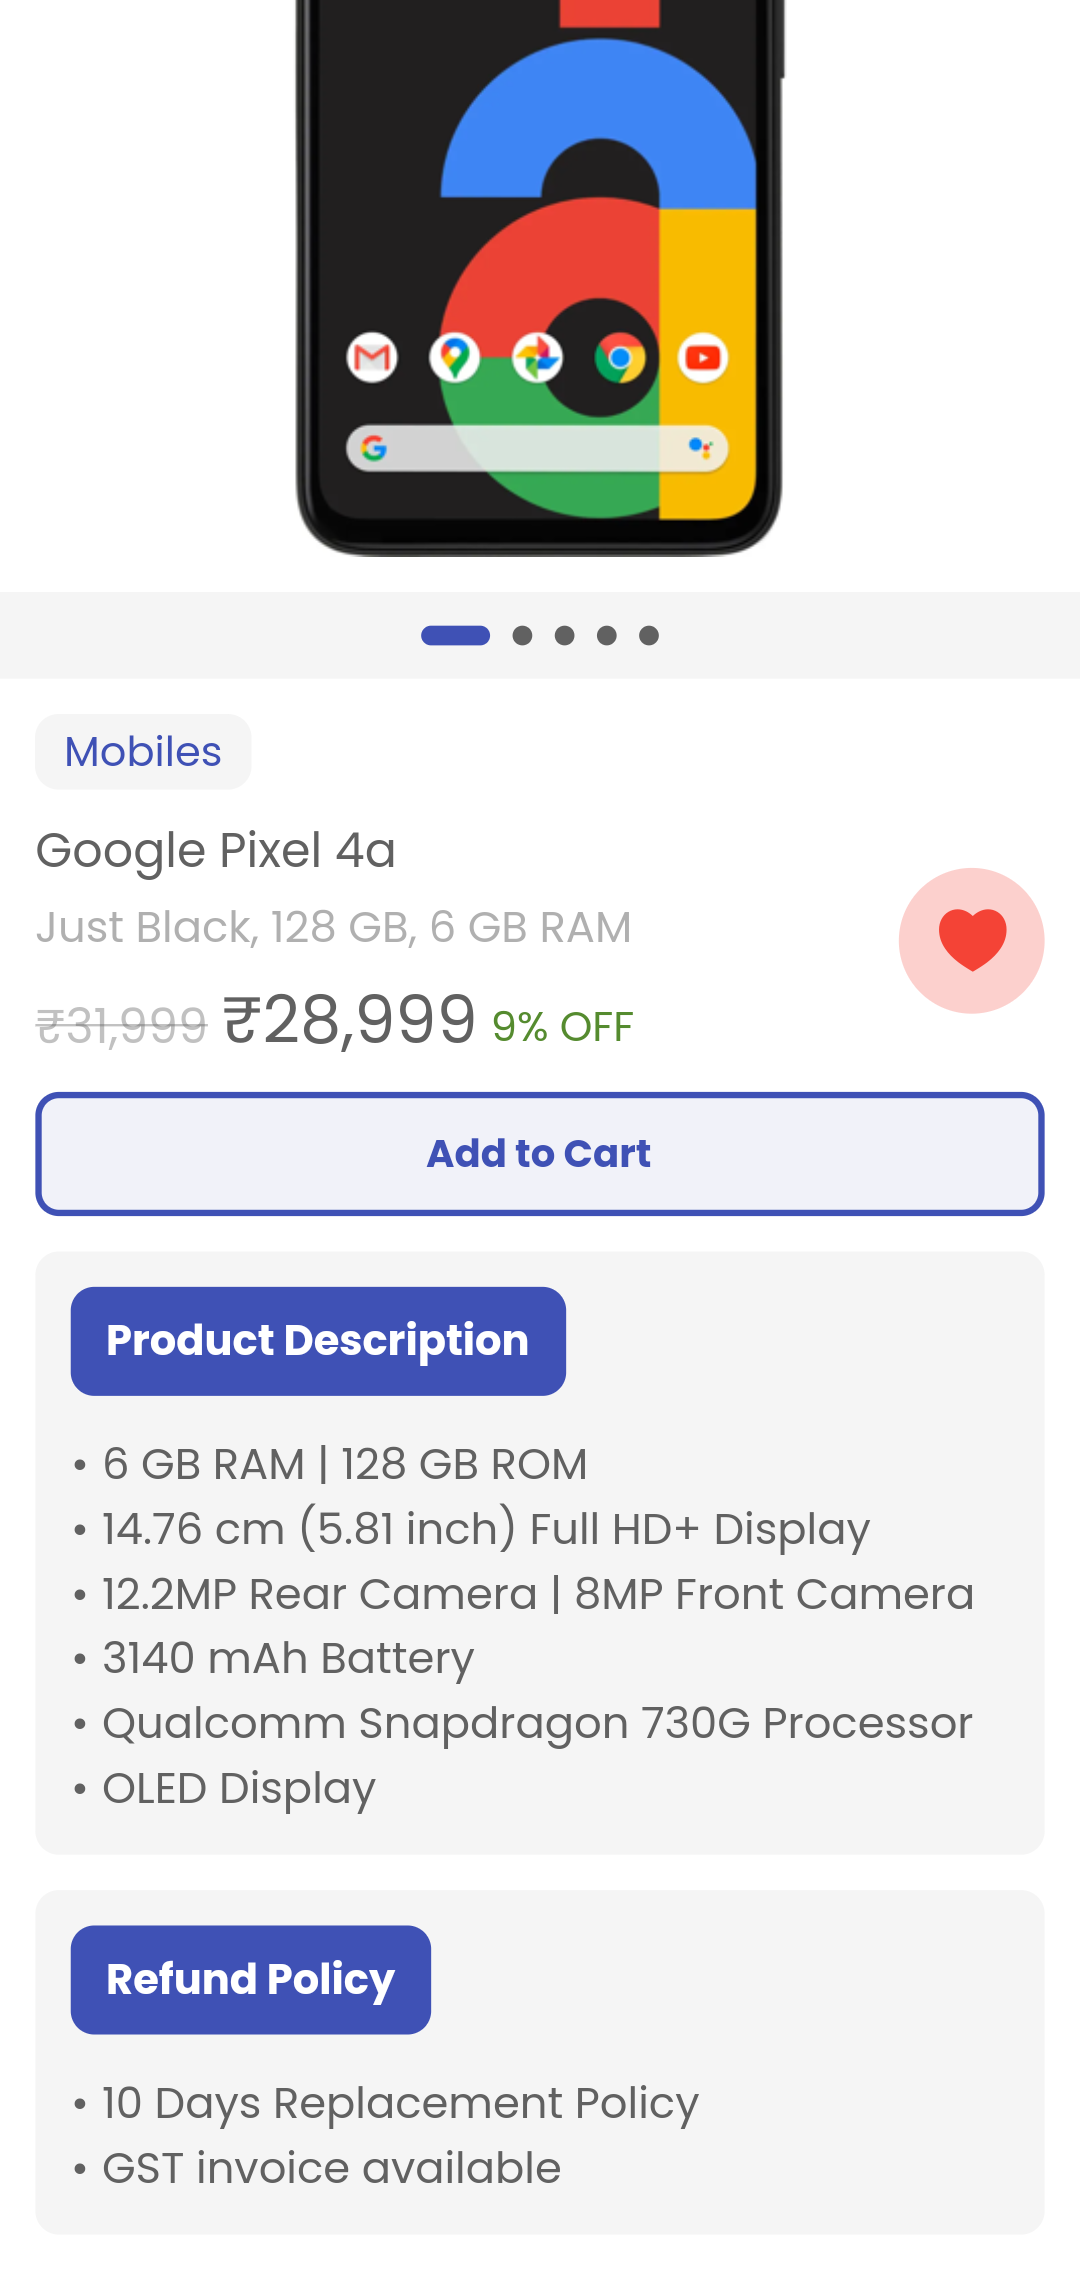 Mobiles
Google Pixel 4a
Just Black, 128 GB, 6 GB RAM
₹31,999 ₹28,999 9% OFF
Add to Cart
Product Description
• 6 GB RAM | 128 GB ROM
• 14.76 cm (5.81 inch) Full HD+ Display
• 12.2MP Rear Camera | 8MP Front Camera
• 3140 mAh Battery
• Qualcomm Snapdragon 730G Processor
• OLED Display
Refund Policy
• 10 Days Replacement Policy
• GST invoice available